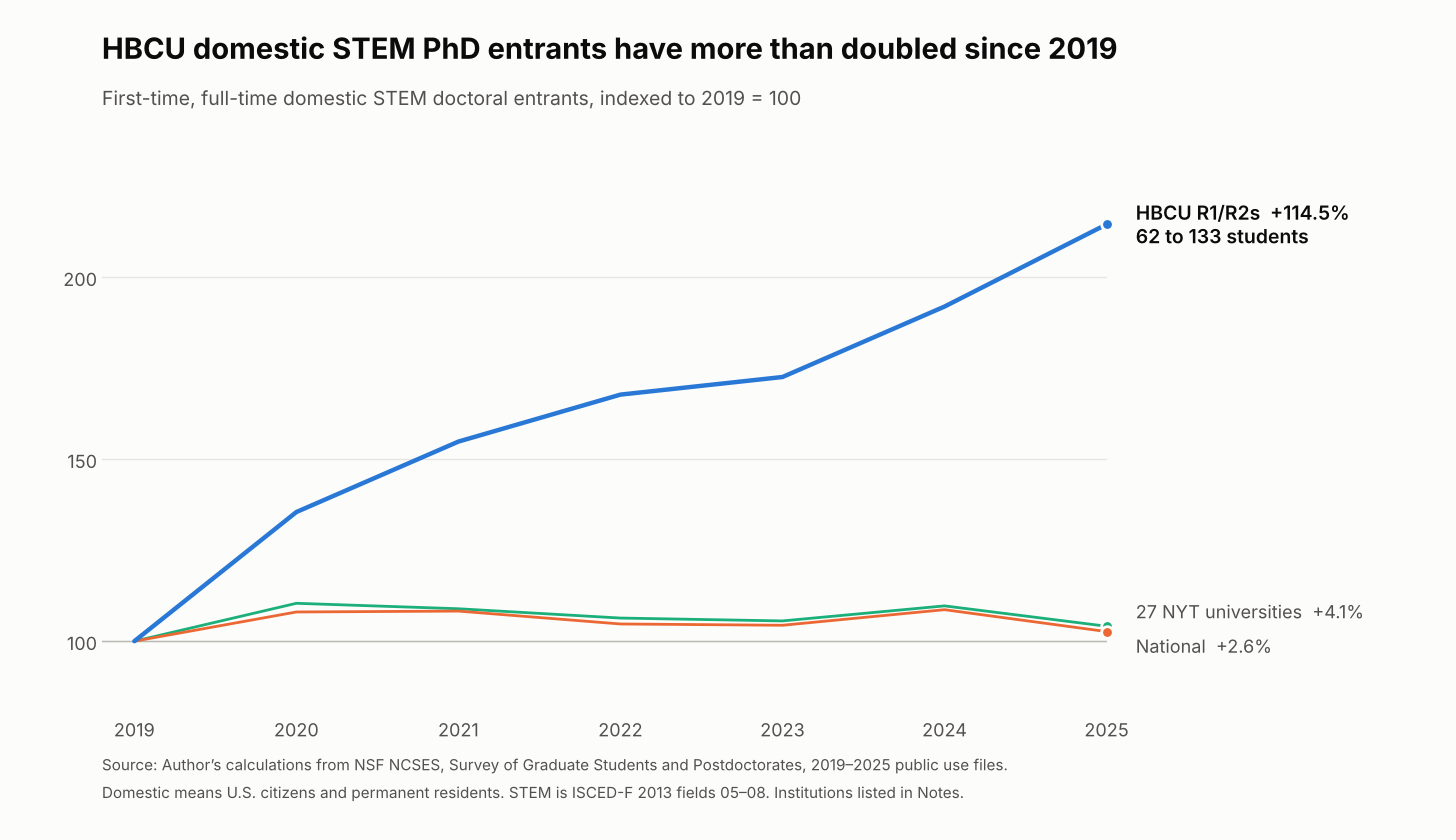 HBCU domestic STEM PhD entrants have more than doubled since 2019
First-time, full-time domestic STEM doctoral entrants, indexed to 2019 = 100
HBCU R1/R2s +114.5%
62 to 133 students
200
150
27 NYT universities +4.1%
100
National +2.6%
2019 2020 2021 2022 2023 2024 2025
Source: Author’s calculations from NSF NCSES, Survey of Graduate Students and Postdoctorates, 2019–2025 public use files.
Domestic means U.S. citizens and permanent residents. STEM is ISCED-F 2013 fields 05–08. Institutions listed in Notes.